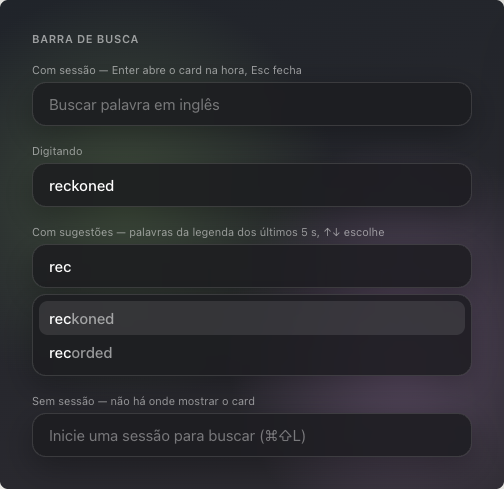 BARRA DE BUSCA
Com sessão — Enter abre o card na hora, Esc fecha
Buscar palavra em inglês
Digitando
reckoned
Com sugestões — palavras da legenda dos últimos 5 s, ↑↓ escolhe
rec
reckoned
recorded
Sem sessão — não há onde mostrar o card
Inicie uma sessão para buscar (⌘⇧L)